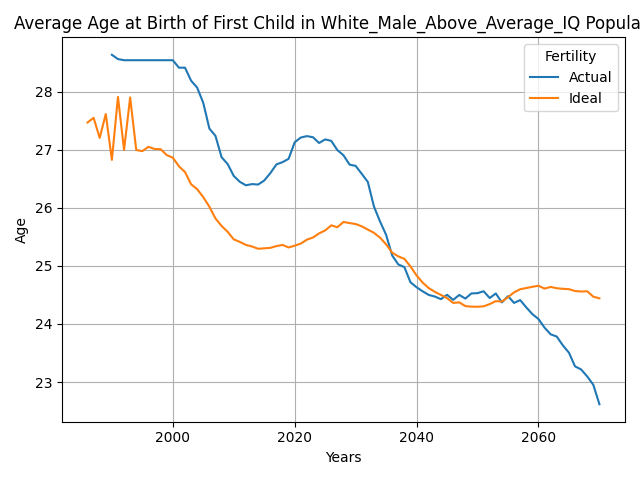 Average Age at Birth of First Child in White_Male_Above_Average_IQ Popula
Fertility
Actual
Ideal
Age
28
27
26
25
24
23
2000 2020 2040 2060
Years